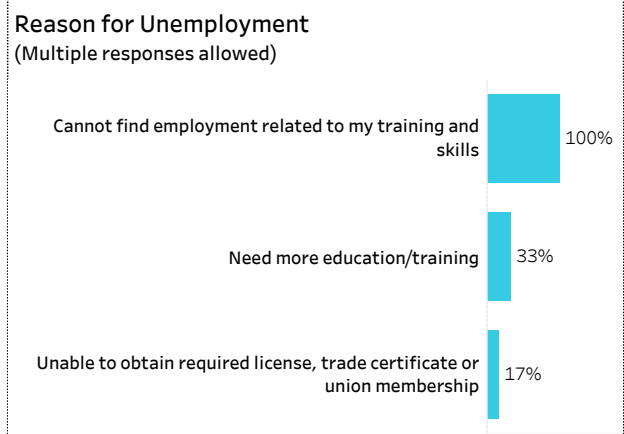 Reason for Unemployment
(Multiple responses allowed)
Cannot find employment related to my training and
skills
100%
Need more education/training
33%
Unable to obtain required license, trade certificate or
union membership
17%